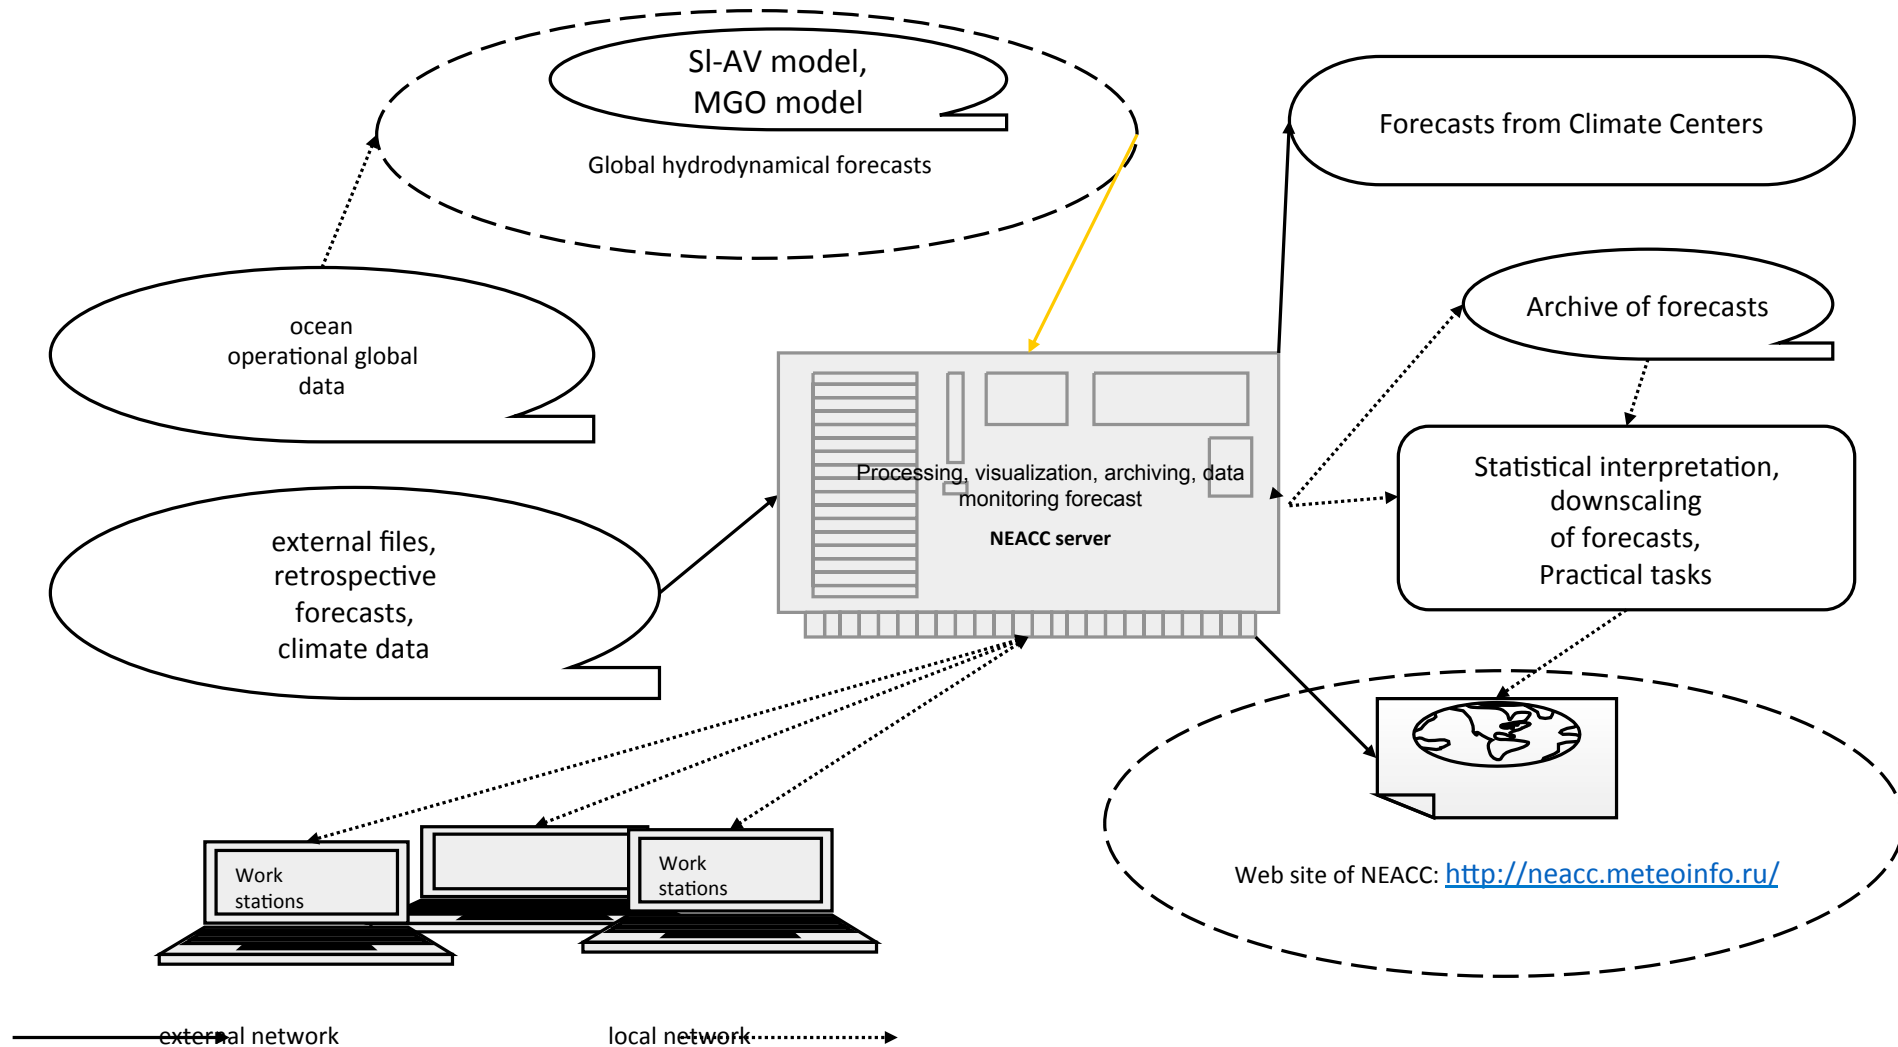 Sl-AV model,
MGO model
Global hydrodynamical forecasts
Forecasts from Climate Centers
ocean
operational global
data
Archive of forecasts
Processing, visualization, archiving, data
monitoring forecast
NEACC server
Statistical interpretation,
downscaling
of forecasts,
Practical tasks
external files,
retrospective
forecasts,
climate data
Work
stations
Work
stations
Web site of NEACC: http://neacc.meteoinfo.ru/
external network
local network